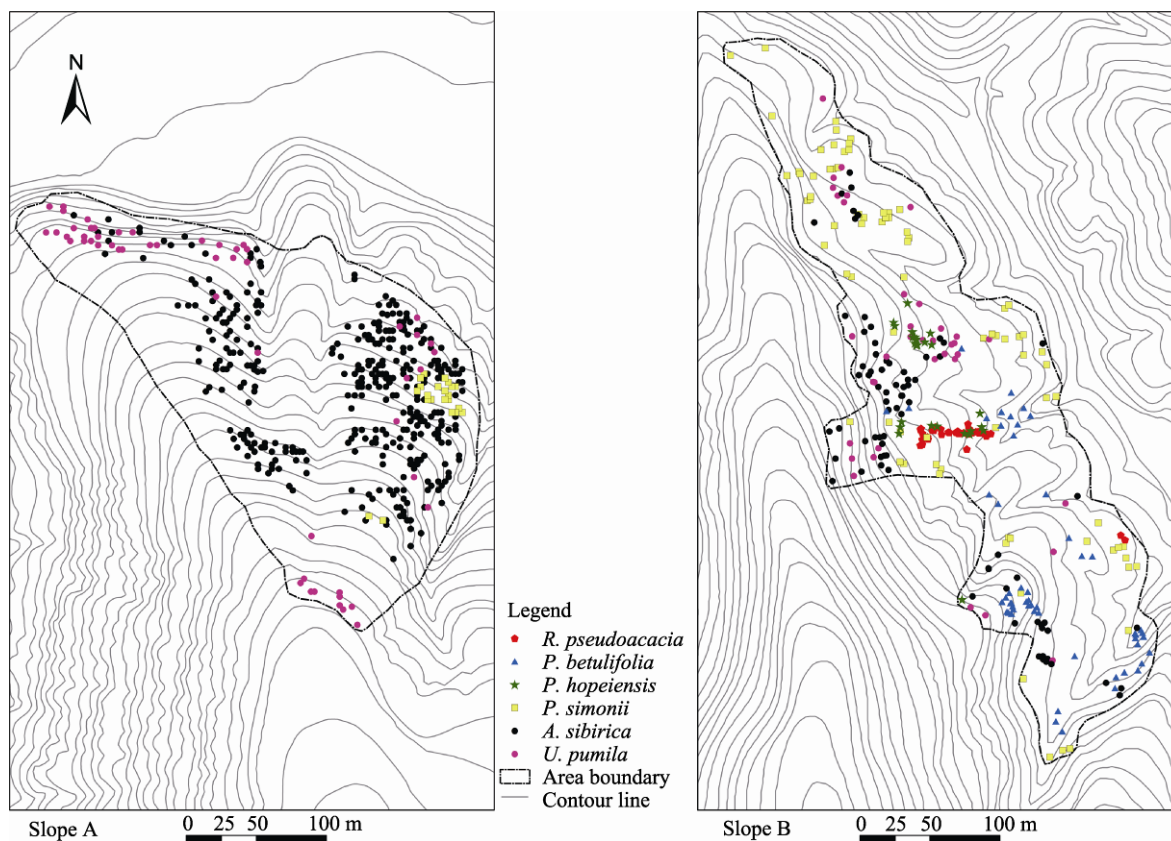 N
Legend
R. pseudoacacia
P. betulifolia
P. hopeiensis
P. simonii
A. sibirica
U. pumila
Area boundary
Contour line
Slope A
0 25 50 100 m
Slope B
0 25 50 100 m